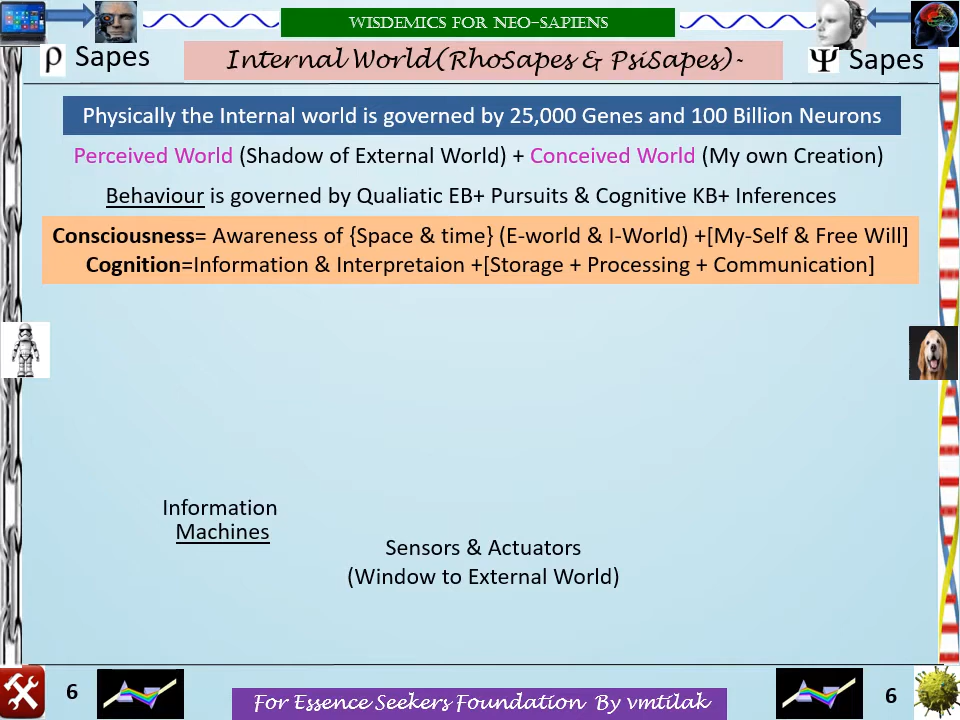 WISDEMICS FOR NEO-SAPIENS
ρ Sapes
Internal World(RhoSapes & PsiSapes)-
Ψ Sapes
Physically the Internal world is governed by 25,000 Genes and 100 Billion Neurons
Perceived World (Shadow of External World) + Conceived World (My own Creation)
Behaviour is governed by Qualiatic EB+ Pursuits & Cognitive KB+ Inferences
Consciousness= Awareness of {Space & time} (E-world & I-World) +[My-Self & Free Will]
Cognition=Information & Interpretaion +[Storage + Processing + Communication]
Information
Machines
Sensors & Actuators
(Window to External World)
6
For Essence Seekers Foundation By vmtilak
6